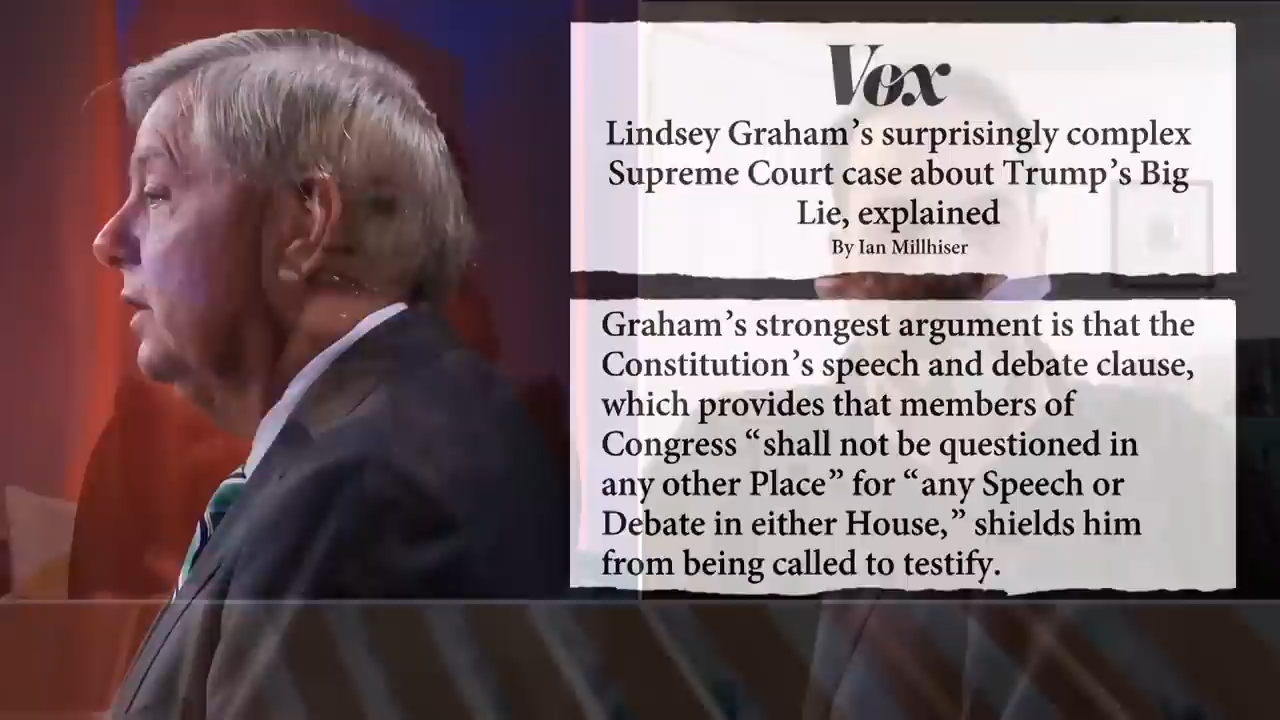 Vox
Lindsey Graham’s surprisingly complex
Supreme Court case about Trump’s Big
Lie, explained
By Ian Millhiser
Graham’s strongest argument is that the
Constitution’s speech and debate clause,
which provides that members of
Congress “shall not be questioned in
any other Place” for “any Speech or
Debate in either House,” shields him
from being called to testify.